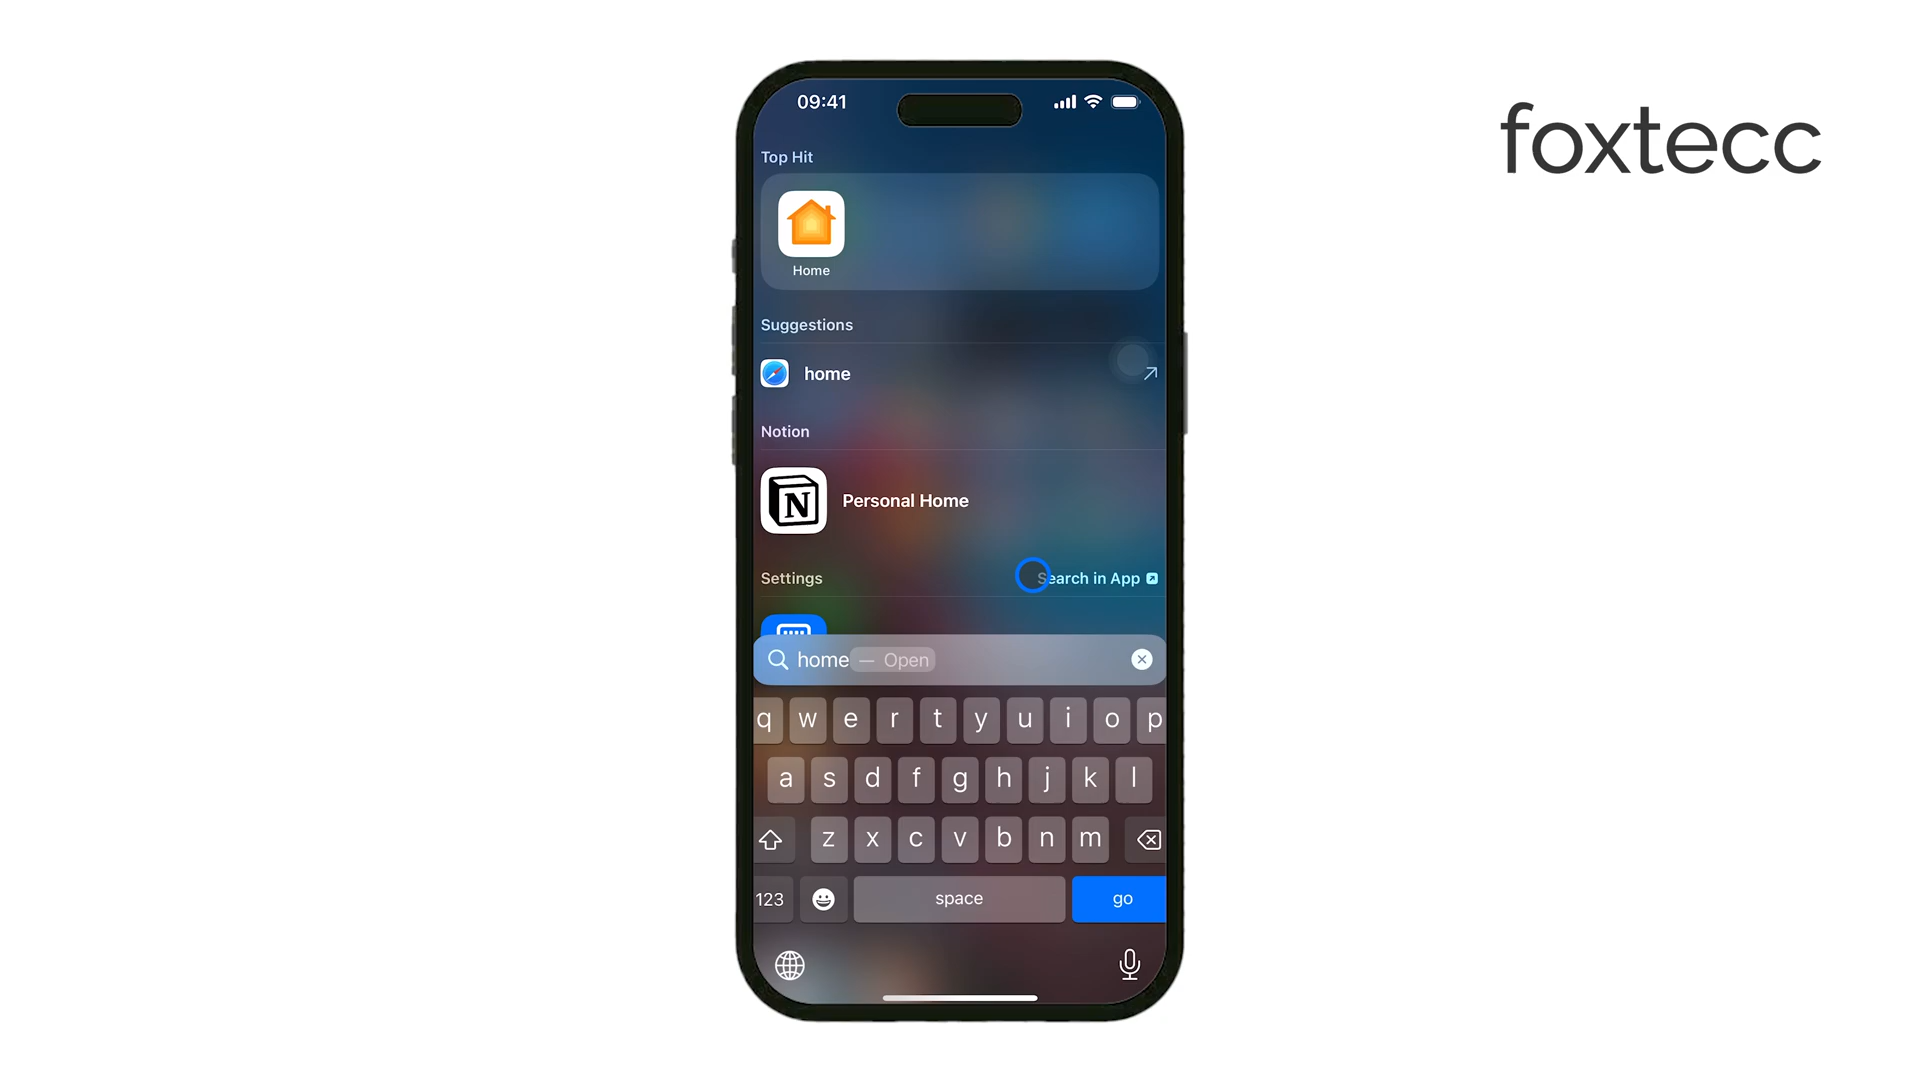 foxtecc
09:41
Top Hit
Home
Suggestions
home
Notion
N
Personal Home
Settings
Search in App
home — Open
q w e r t y u i o p
a s d f g h j k l
z x c v b n m
123 space go